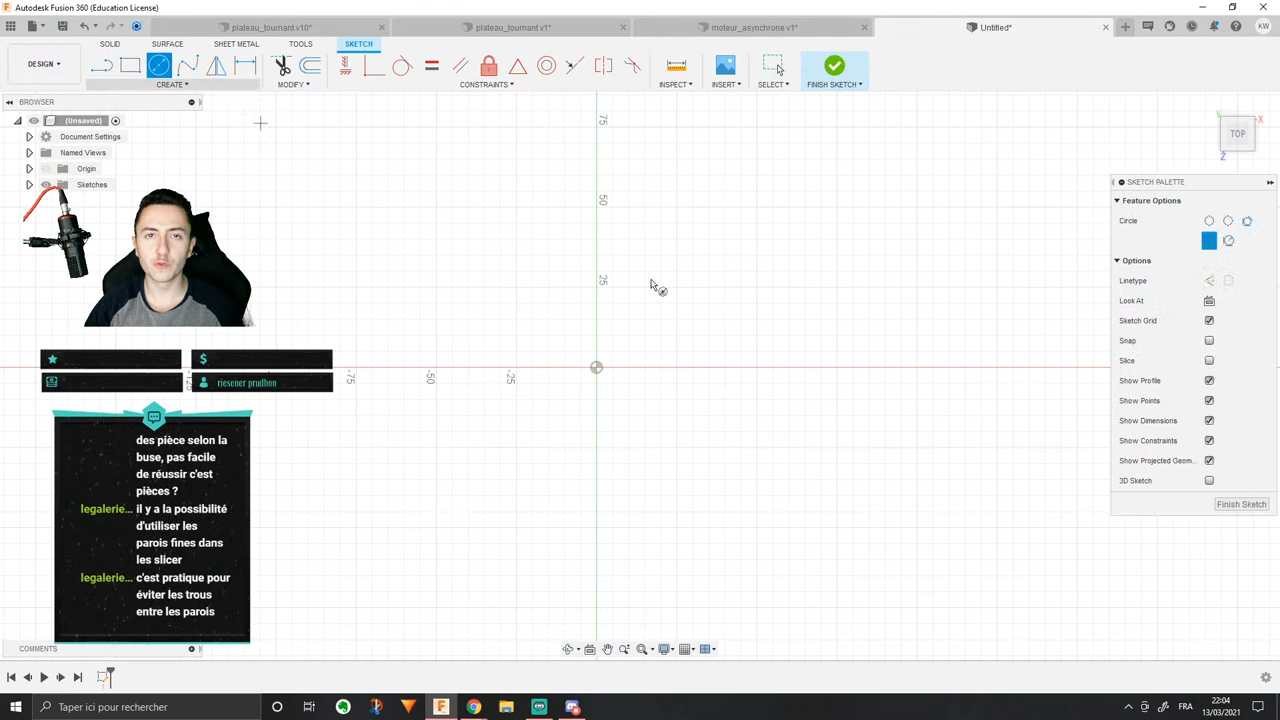 Autodesk Fusion 360 (Education License)
plateau_tournant v10*
plateau_tournant v1*
moteur_asynchrone v1*
Untitled*
KW
SOLID
SURFACE
SHEET METAL
TOOLS
SKETCH
DESIGN
CREATE
MODIFY
CONSTRAINTS
INSPECT
INSERT
SELECT
FINISH SKETCH
BROWSER
(Unsaved)
Document Settings
Named Views
Origin
Sketches
75
50
25
-125
-75
-50
-25
TOP
X
Y
Z
SKETCH PALETTE
Feature Options
Circle
Options
Linetype
Look At
Sketch Grid
Snap
Slice
Show Profile
Show Points
Show Dimensions
Show Constraints
Show Projected Geom...
3D Sketch
Finish Sketch
$
riesener prudhon
des pièce selon la
buse, pas facile
de réussir c'est
pièces ?
legalerie... il y a la possibilité
d'utiliser les
parois fines dans
les slicer
legalerie... c'est pratique pour
éviter les trous
entre les parois
COMMENTS
Taper ici pour rechercher
FRA
22:04
13/03/2021